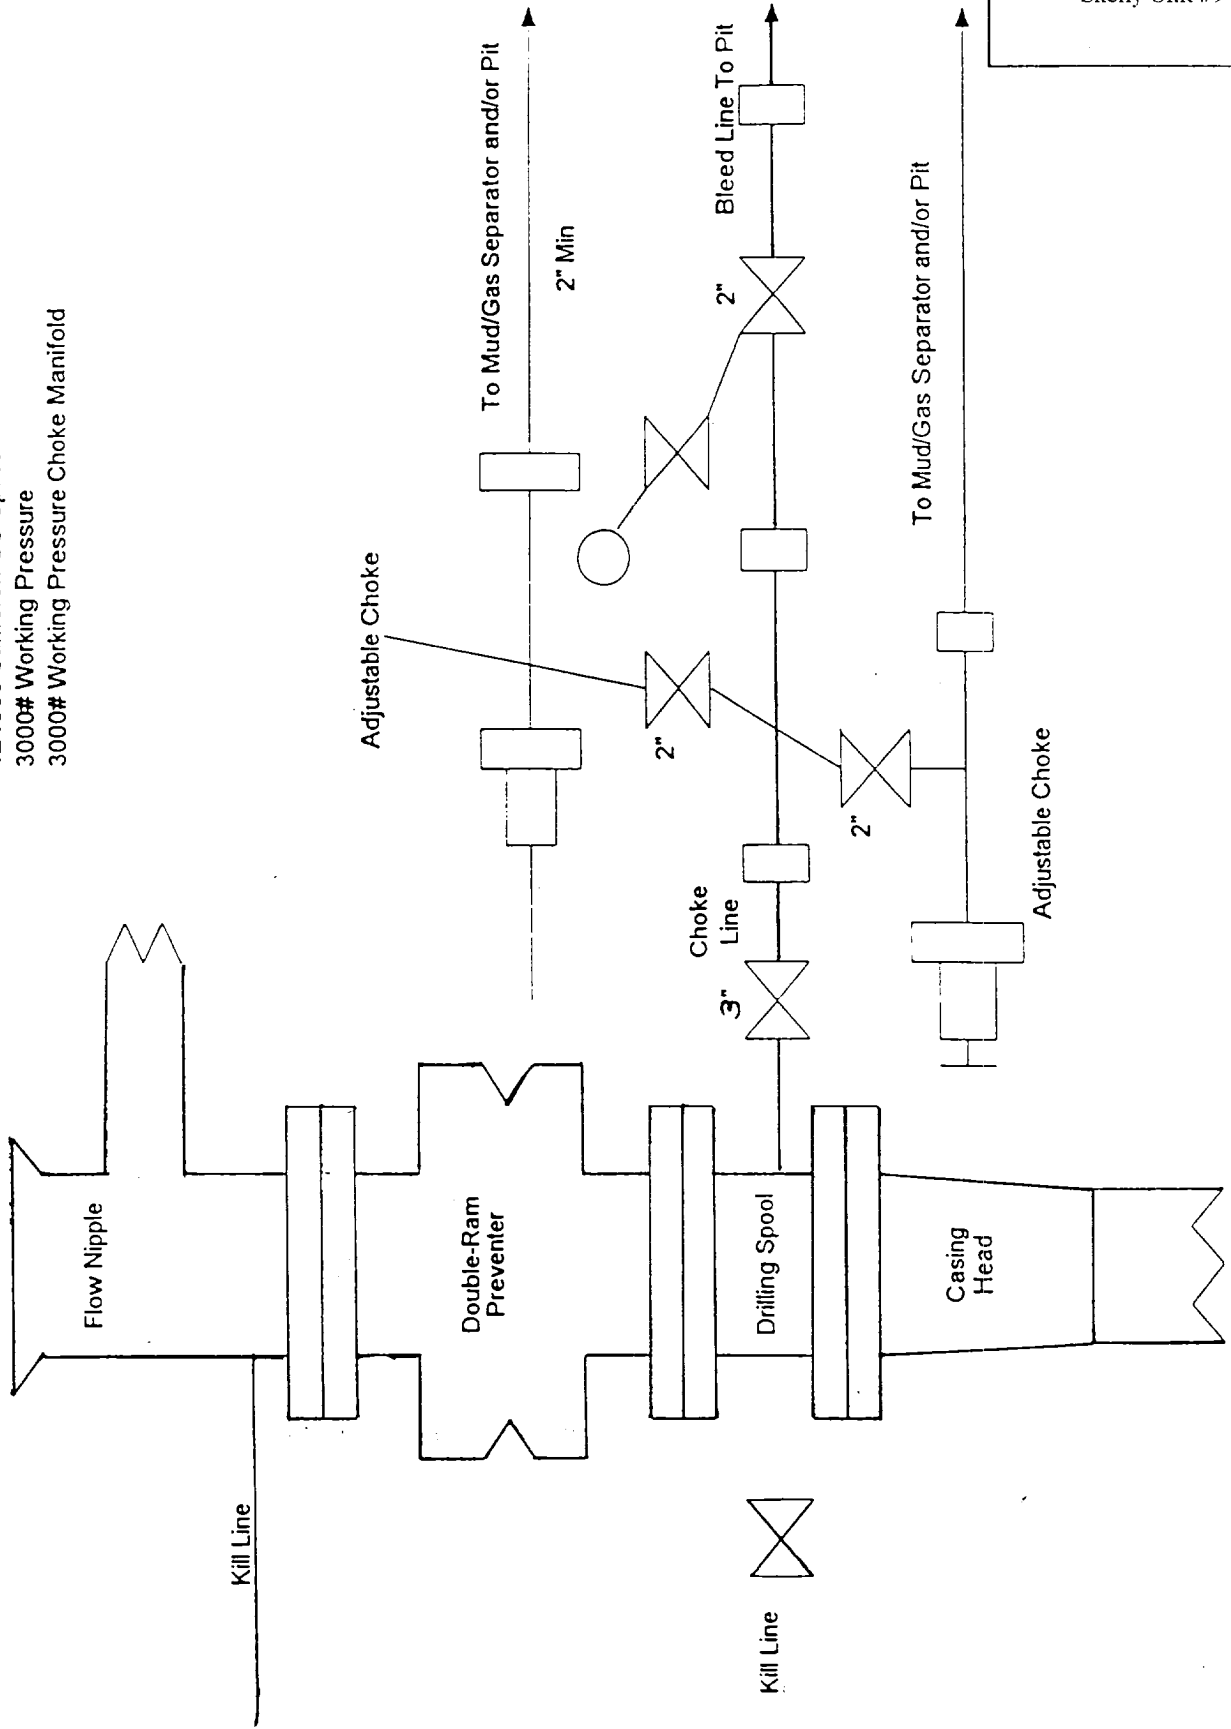 3000# Working Pressure
3000# Working Pressure Choke Manifold
Flow Nipple
Kill Line
Double-Ram
Preventer
Drilling Spool
Casing
Head
Kill Line
Adjustable Choke
To Mud/Gas Separator and/or Pit
2" Min
Choke
Line
3"
2"
2"
2"
Bleed Line To Pit
To Mud/Gas Separator and/or Pit
Adjustable Choke